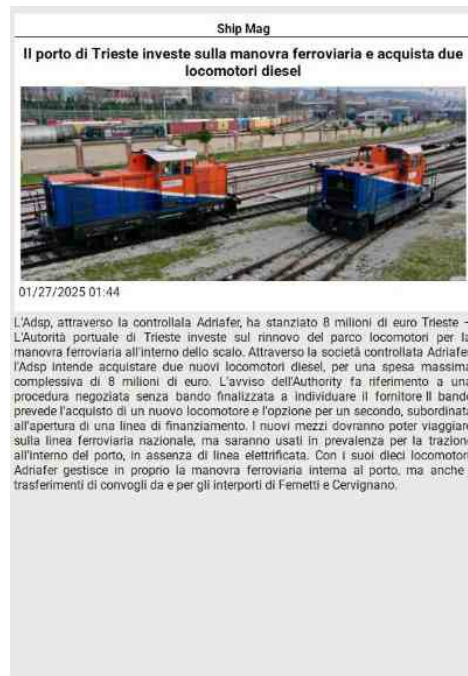 Ship Mag
Il porto di Trieste investe sulla manovra ferroviaria e acquista due
locomotori diesel
01/27/2025 01:44
L'Adsp, attraverso la controllala Adriafer, ha stanziato 8 milioni di euro Trieste –
L'Autorità portuale di Trieste investe sul rinnovo del parco locomotori per la
manovra ferroviaria all'interno dello scalo. Attraverso la società controllata Adriafer
l'Adsp intende acquistare due nuovi locomotori diesel, per una spesa massima
complessiva di 8 milioni di euro. L'avviso dell'Authority fa riferimento a una
procedura negoziata senza bando finalizzata a individuare il fornitore Il bando
prevede l'acquisto di un nuovo locomotore e l'opzione per un secondo, subordinata
all'apertura di una linea di finanziamento. I nuovi mezzi dovranno poter viaggiare
sulla linea ferroviaria nazionale, ma saranno usati in prevalenza per la trazione
all'interno del porto, in assenza di linea elettrificata. Con i suoi dieci locomotori
Adriafer gestisce in proprio la manovra ferroviaria interna al porto, ma anche i
trasferimenti di convogli da e per gli interporti di Fernetti e Cervignano.